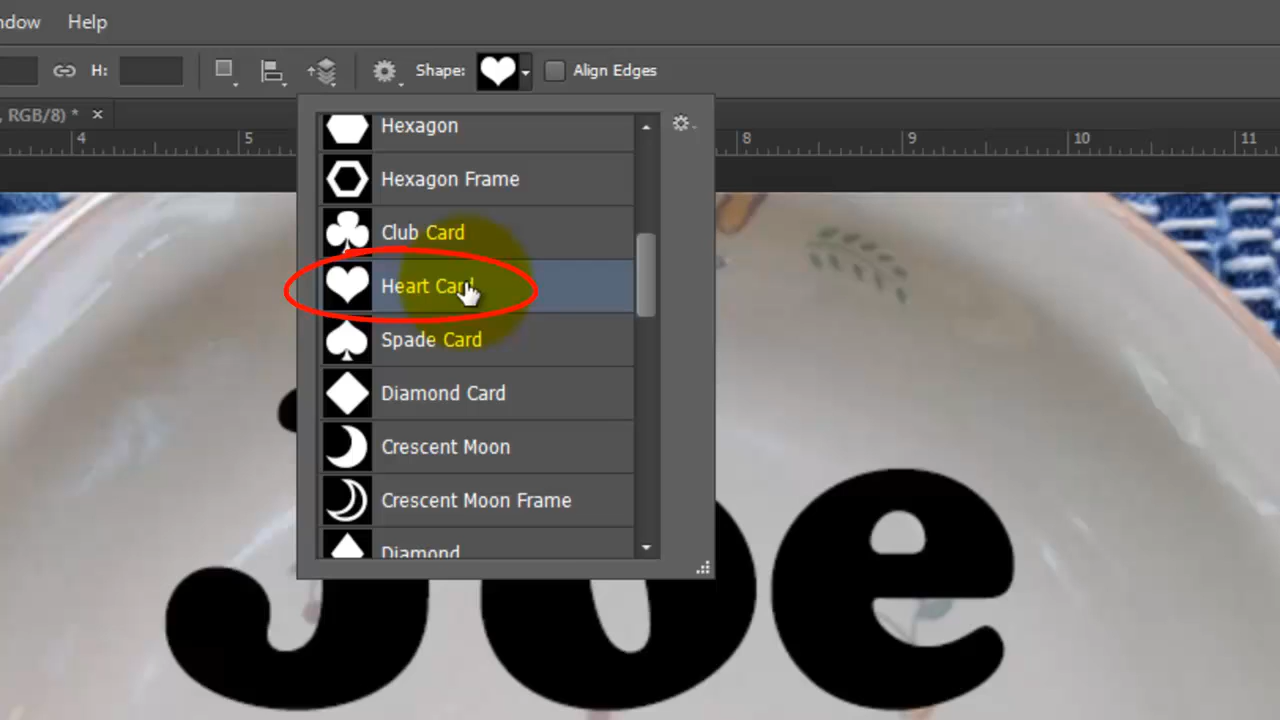 ndow Help
H: Shape: Align Edges
, RGB/8) * ×
4 5 8 9 10 11
Hexagon
Hexagon Frame
Club Card
Heart Card
Spade Card
Diamond Card
Crescent Moon
Crescent Moon Frame
Diamond
Joe